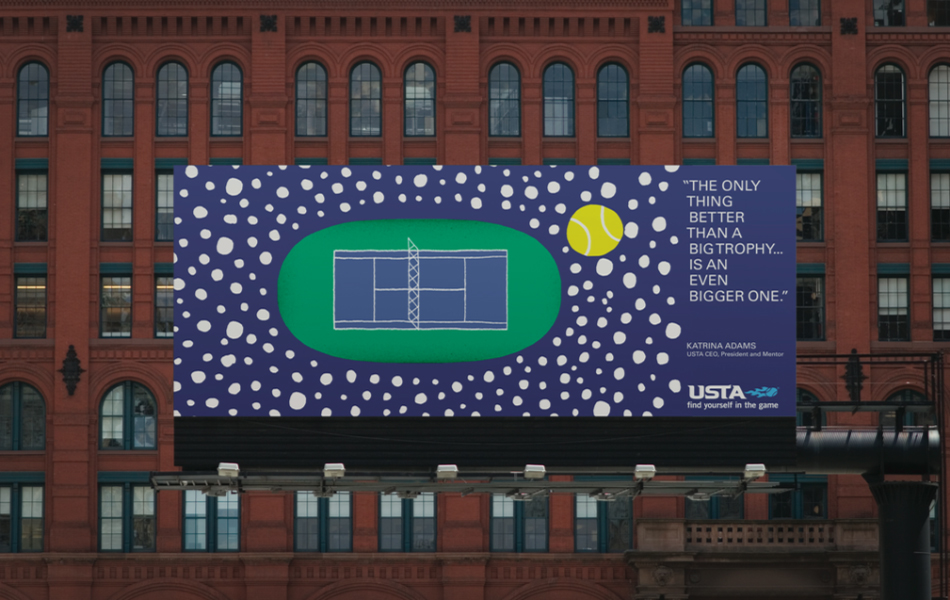 “THE ONLY
THING
BETTER
THAN A
BIG TROPHY...
IS AN
EVEN
BIGGER ONE.”
KATRINA ADAMS
USTA CEO, President and Mentor
USTA
find yourself in the game